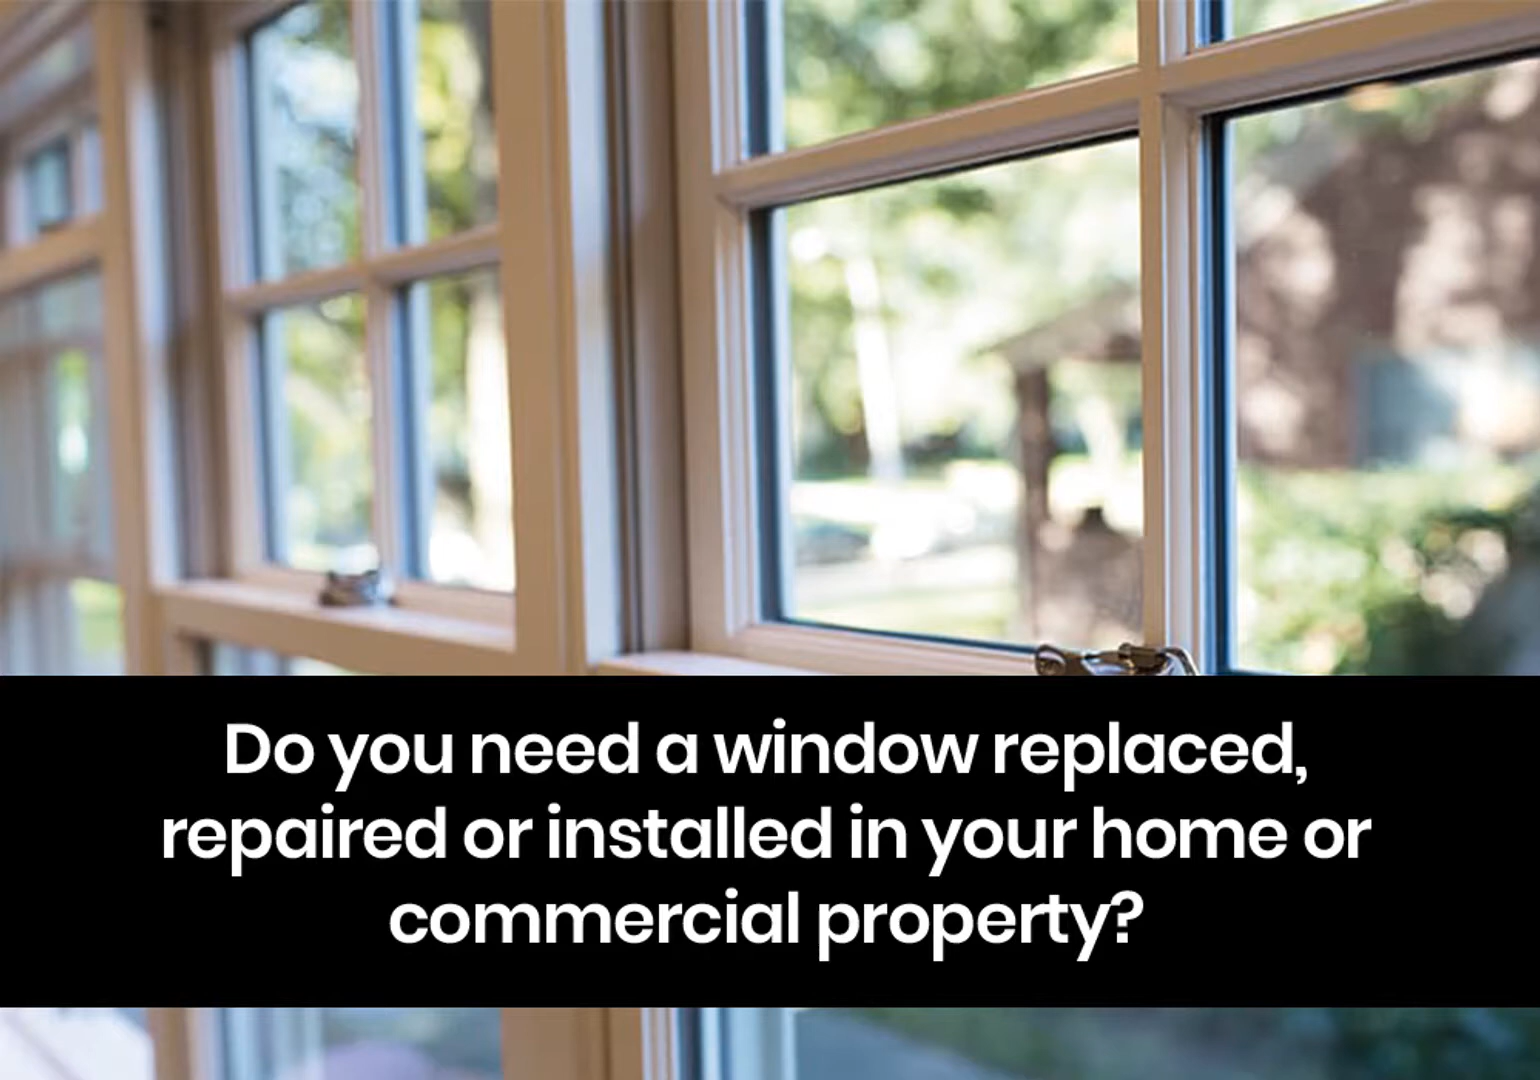 Do you need a window replaced,
repaired or installed in your home or
commercial property?